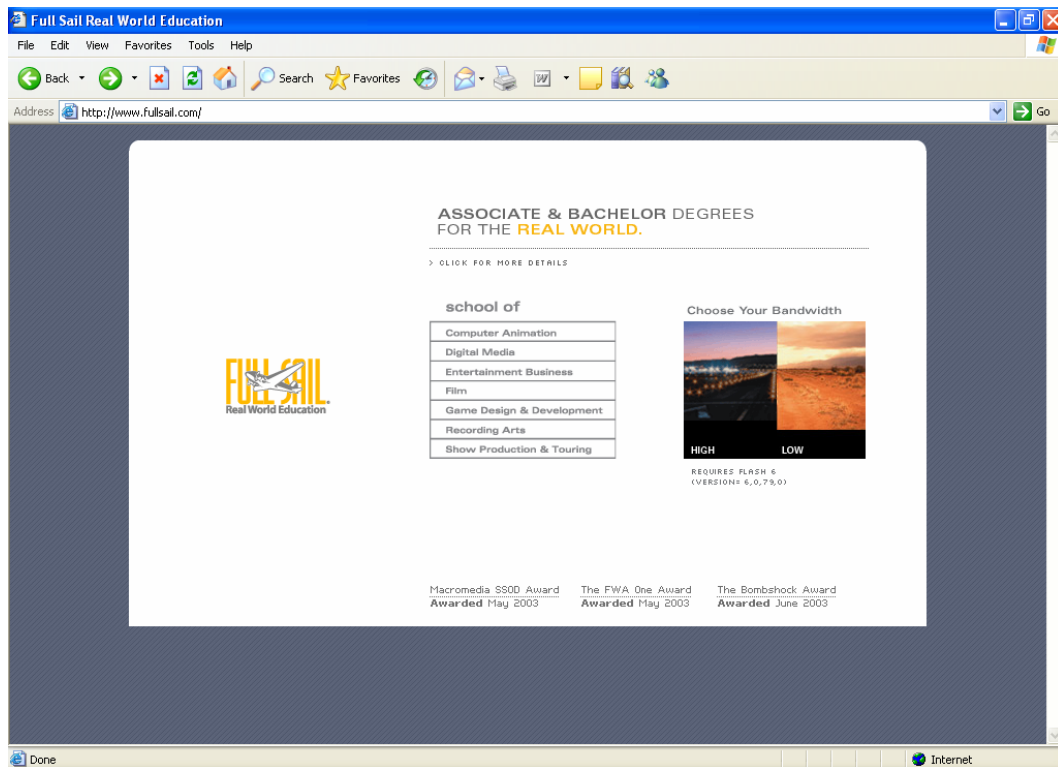 Full Sail Real World Education
File Edit View Favorites Tools Help
Back Search Favorites
Address http://www.fullsail.com/ Go
ASSOCIATE & BACHELOR DEGREES
FOR THE REAL WORLD.
> CLICK FOR MORE DETAILS
school of
Computer Animation
Digital Media
Entertainment Business
Film
Game Design & Development
Recording Arts
Show Production & Touring
Choose Your Bandwidth
HIGH LOW
REQUIRES FLASH 6
(VERSION= 6,0,79,0)
FULL SAIL.
Real World Education
Macromedia SSOD Award The FWA One Award The Bombshock Award
Awarded May 2003 Awarded May 2003 Awarded June 2003
Done Internet